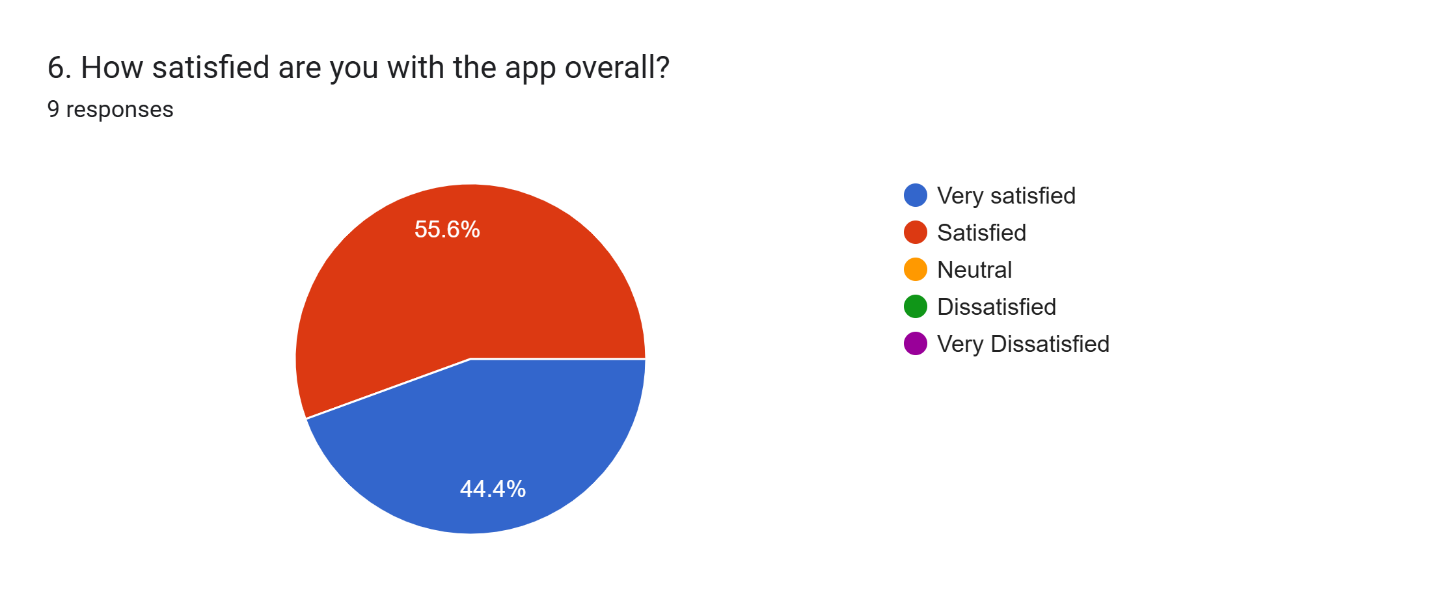 6. How satisfied are you with the app overall?
9 responses
55.6%
44.4%
Very satisfied
Satisfied
Neutral
Dissatisfied
Very Dissatisfied